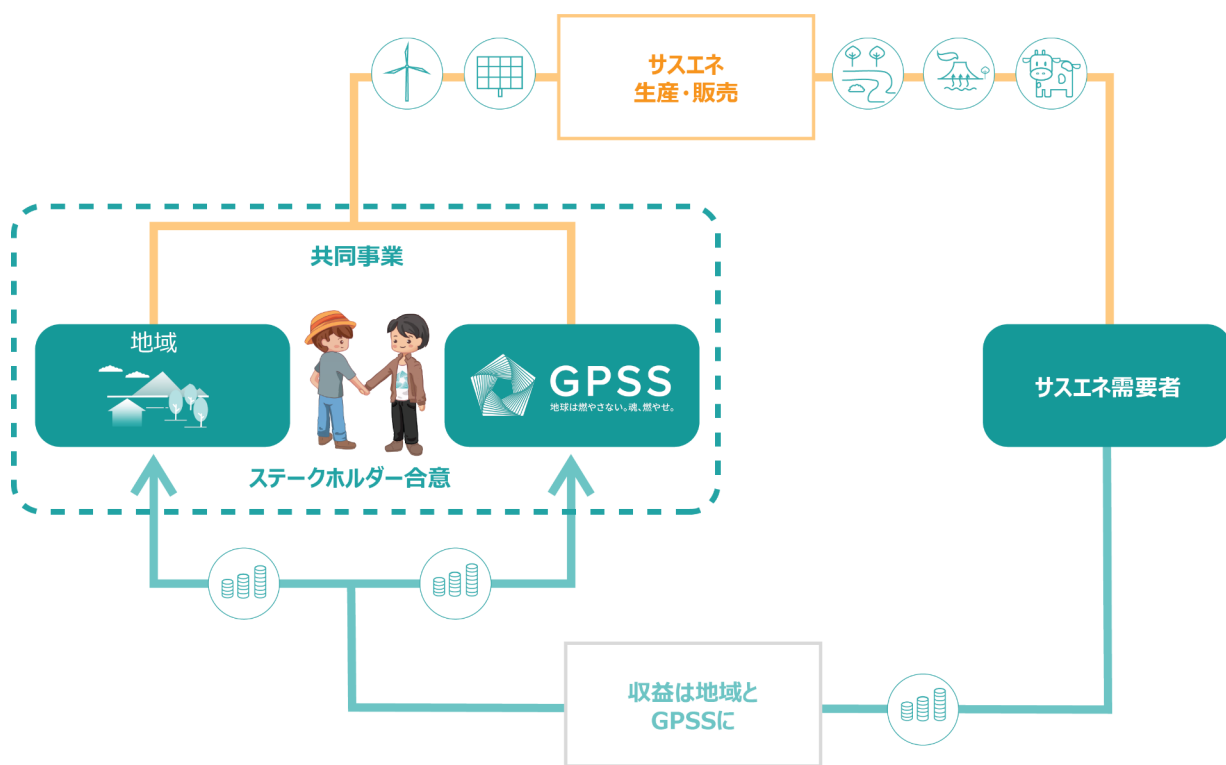 サスエネ
生産・販売
共同事業
地域
GPSS
地球は燃やさない。魂、燃やせ。
サスエネ需要者
ステークホルダー合意
収益は地域と
GPSSに